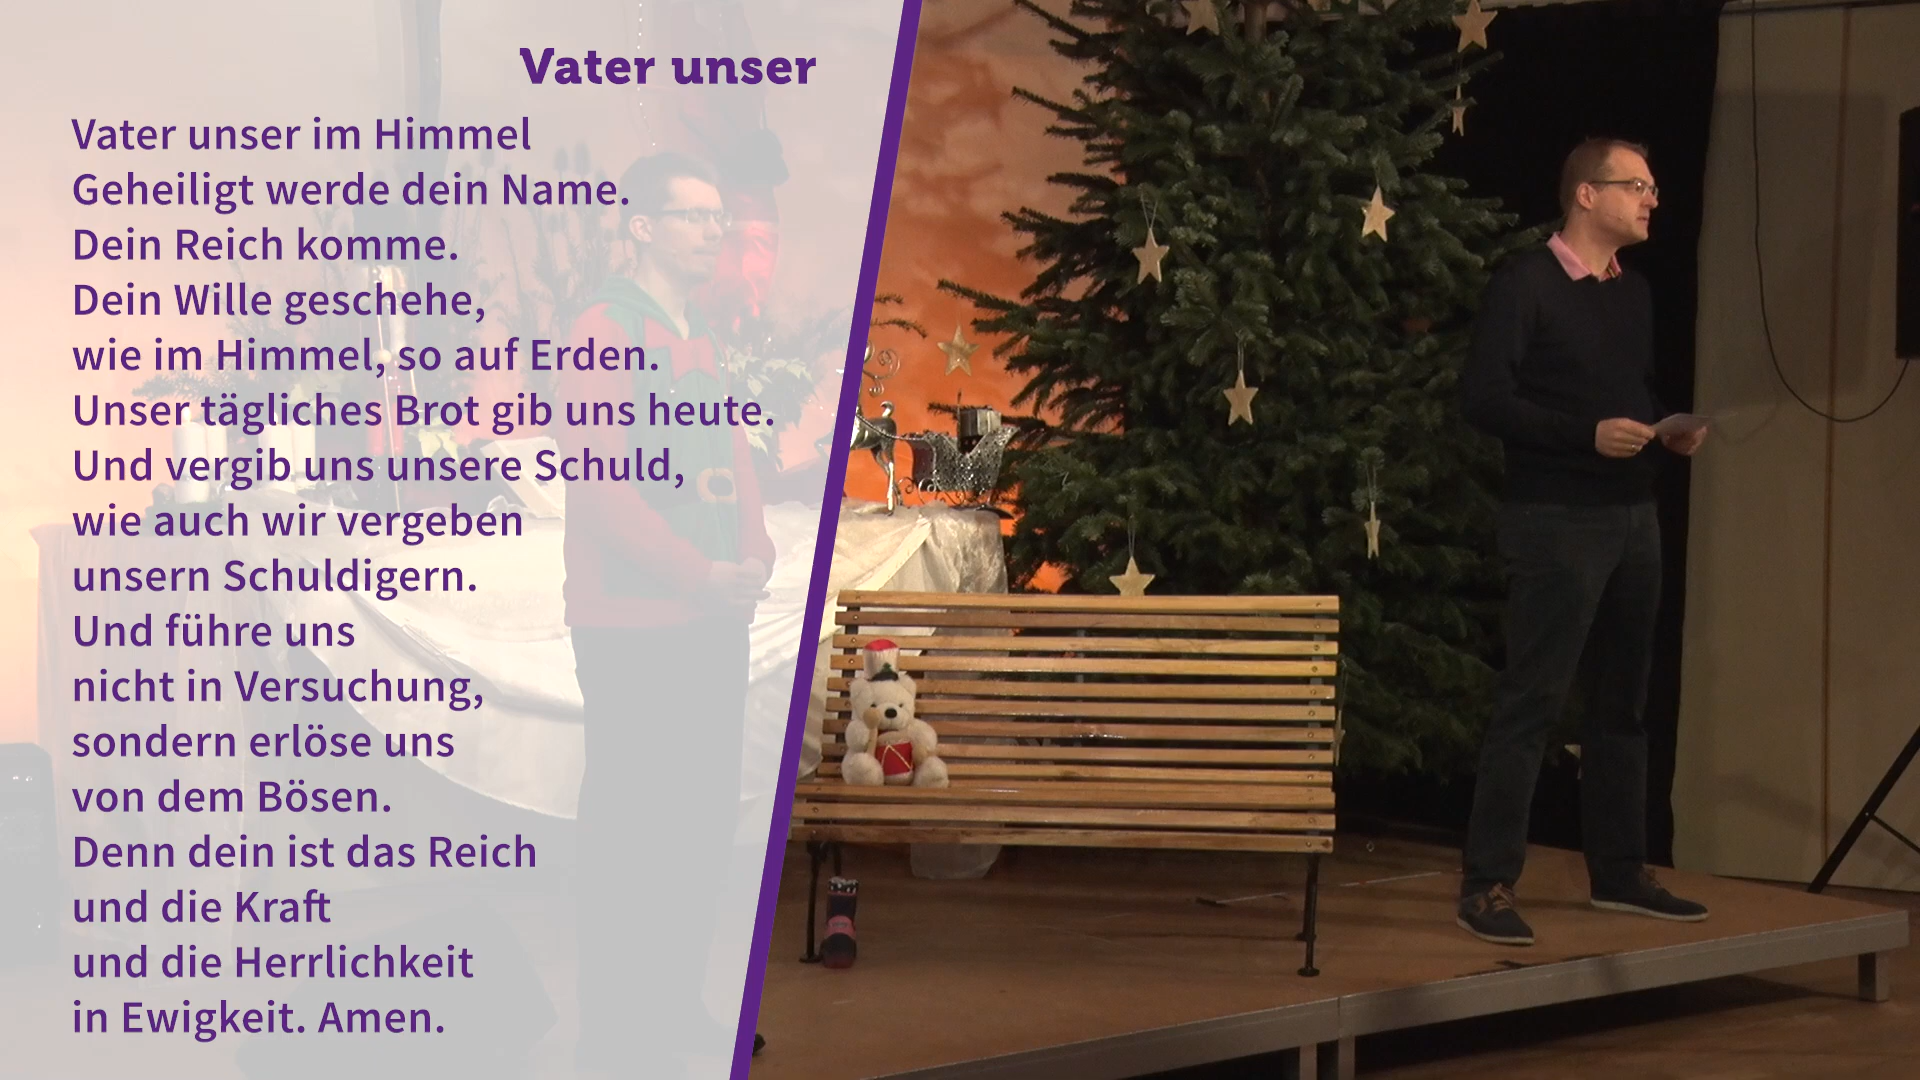 Vater unser
Vater unser im Himmel
Geheiligt werde dein Name.
Dein Reich komme.
Dein Wille geschehe,
wie im Himmel, so auf Erden.
Unser tägliches Brot gib uns heute.
Und vergib uns unsere Schuld,
wie auch wir vergeben
unsern Schuldigern.
Und führe uns
nicht in Versuchung,
sondern erlöse uns
von dem Bösen.
Denn dein ist das Reich
und die Kraft
und die Herrlichkeit
in Ewigkeit. Amen.